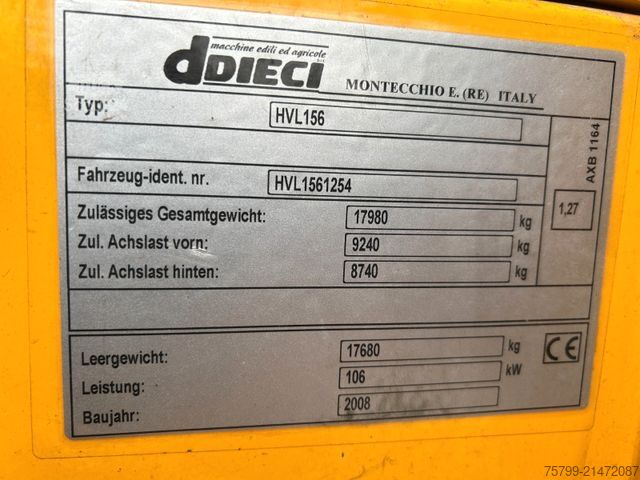 macchine edili ed agricole
dDIECI
MONTECCHIO E. (RE) ITALY
Typ: HVL156
Fahrzeug-ident. nr. HVL1561254
Zulässiges Gesamtgewicht: 17980 kg
Zul. Achslast vorn: 9240 kg
Zul. Achslast hinten: 8740 kg
AXB 1164
1,27
Leergewicht: 17680 kg
Leistung: 106 kW
Baujahr: 2008
CE
75799-21472087